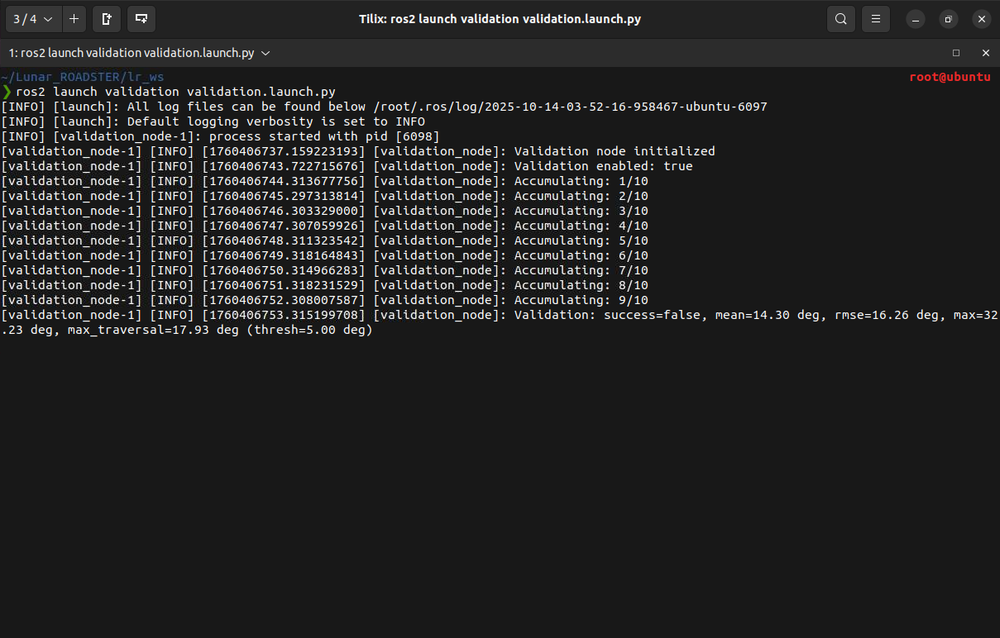 3 / 4
Tilix: ros2 launch validation validation.launch.py
1: ros2 launch validation validation.launch.py
~/Lunar_ROADSTER/lr_ws root@ubuntu
❯ ros2 launch validation validation.launch.py
[INFO] [launch]: All log files can be found below /root/.ros/log/2025-10-14-03-52-16-958467-ubuntu-6097
[INFO] [launch]: Default logging verbosity is set to INFO
[INFO] [validation_node-1]: process started with pid [6098]
[validation_node-1] [INFO] [1760406737.159223193] [validation_node]: Validation node initialized
[validation_node-1] [INFO] [1760406743.722715676] [validation_node]: Validation enabled: true
[validation_node-1] [INFO] [1760406744.313677756] [validation_node]: Accumulating: 1/10
[validation_node-1] [INFO] [1760406745.297313814] [validation_node]: Accumulating: 2/10
[validation_node-1] [INFO] [1760406746.303329000] [validation_node]: Accumulating: 3/10
[validation_node-1] [INFO] [1760406747.307059926] [validation_node]: Accumulating: 4/10
[validation_node-1] [INFO] [1760406748.311323542] [validation_node]: Accumulating: 5/10
[validation_node-1] [INFO] [1760406749.318164843] [validation_node]: Accumulating: 6/10
[validation_node-1] [INFO] [1760406750.314966283] [validation_node]: Accumulating: 7/10
[validation_node-1] [INFO] [1760406751.318231529] [validation_node]: Accumulating: 8/10
[validation_node-1] [INFO] [1760406752.308007587] [validation_node]: Accumulating: 9/10
[validation_node-1] [INFO] [1760406753.315199708] [validation_node]: Validation: success=false, mean=14.30 deg, rmse=16.26 deg, max=32
.23 deg, max_traversal=17.93 deg (thresh=5.00 deg)